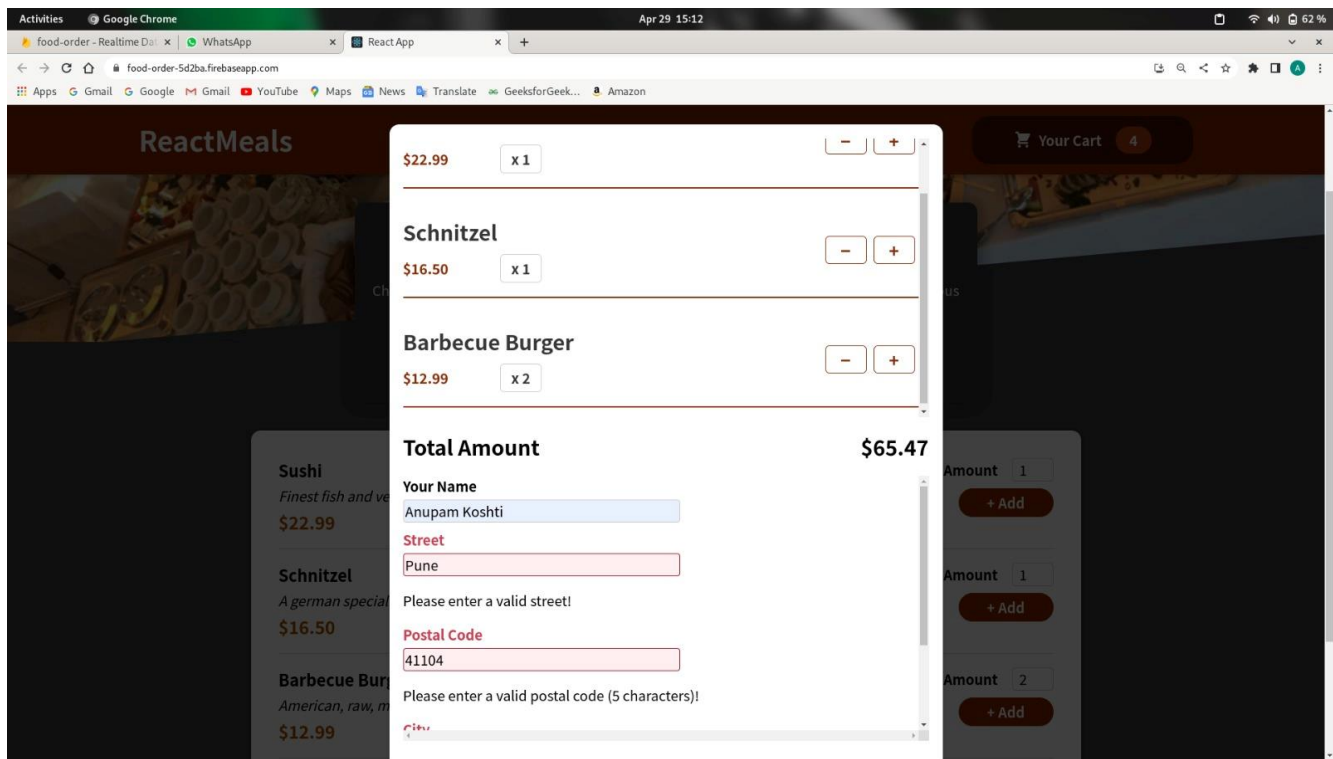 Activities Google Chrome Apr 29 15:12 62 %
food-order - Realtime Dat x WhatsApp x React App x +
food-order-5d2ba.firebaseapp.com A
Apps G Gmail G Google M Gmail YouTube Maps News Translate GeeksforGeek... Amazon
ReactMeals
Your Cart 4
$22.99 x 1 − +
Schnitzel
$16.50 x 1 − +
Ch
us
Barbecue Burger
$12.99 x 2 − +
Total Amount $65.47
Your Name
Anupam Koshti
Street
Pune
Please enter a valid street!
Postal Code
41104
Please enter a valid postal code (5 characters)!
City
Sushi
Finest fish and ve
$22.99
Amount 1
+ Add
Schnitzel
A german special
$16.50
Amount 1
+ Add
Barbecue Burg
American, raw, m
$12.99
Amount 2
+ Add